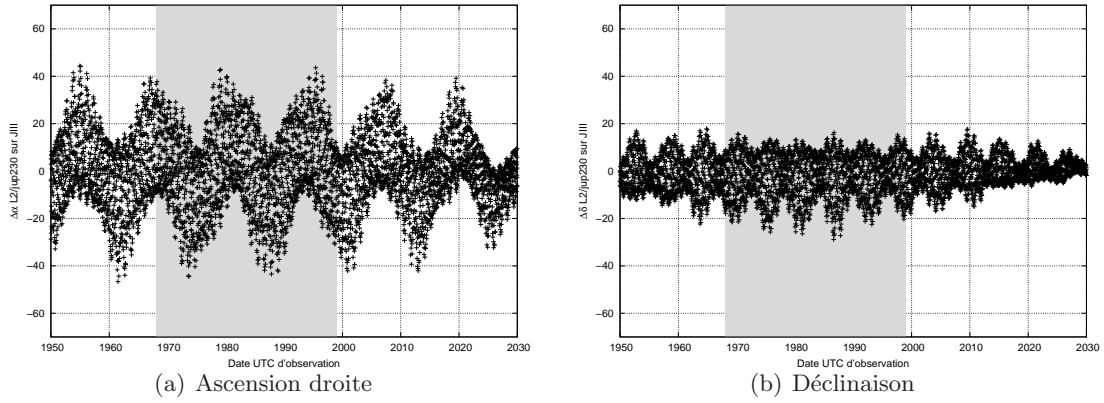 60
40
20
0
−20
−40
−60
Δα L2/jup230 sur JIII
1950 1960 1970 1980 1990 2000 2010 2020 2030
Date UTC d'observation
(a) Ascension droite
60
40
20
0
−20
−40
−60
Δδ L2/jup230 sur JIII
1950 1960 1970 1980 1990 2000 2010 2020 2030
Date UTC d'observation
(b) Déclinaison